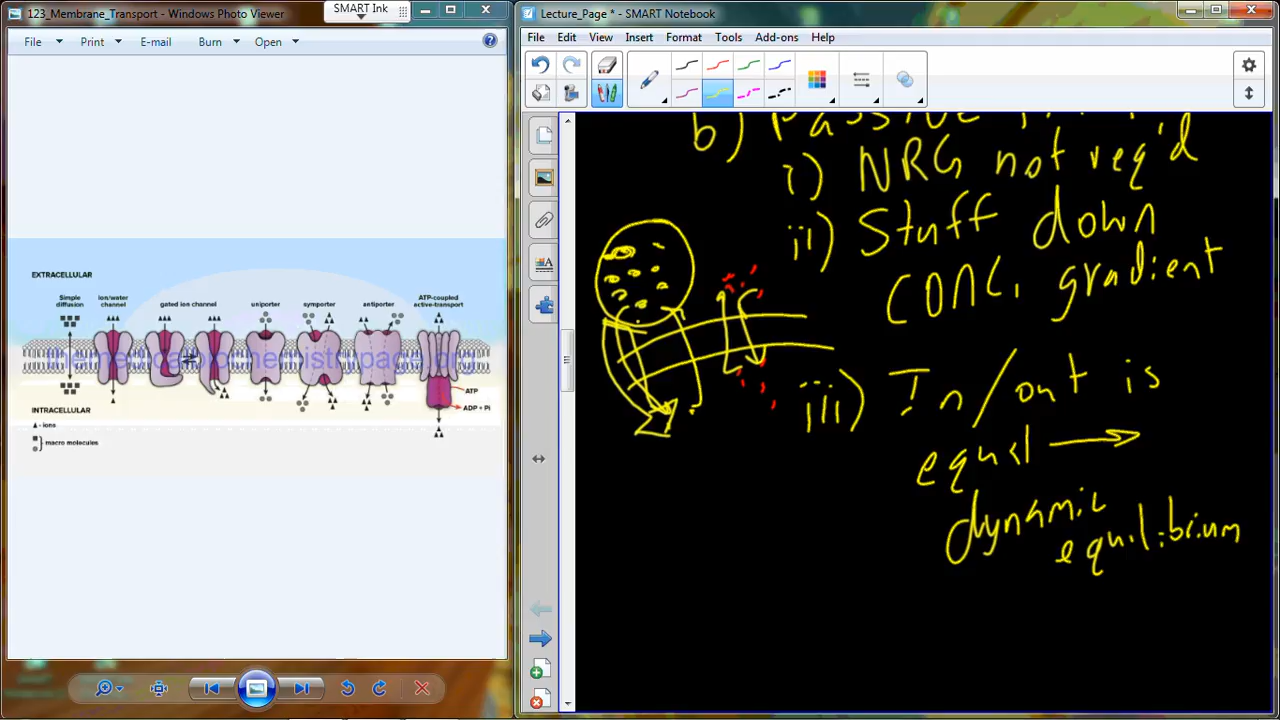 123_Membrane_Transport - Windows Photo Viewer
SMART Ink
File Print E-mail Burn Open
EXTRACELLULAR
Simple diffusion
ion/water channel
gated ion channel
uniporter
symporter
antiporter
ATP-coupled active-transport
themedicalbiochemistrypage.org
ATP
ADP + Pi
INTRACELLULAR
- ions
macro molecules
Lecture_Page * - SMART Notebook
File Edit View Insert Format Tools Add-ons Help
b) Passive
i) NRG not req'd
ii) Stuff down
conc. gradient
iii) In/out is
equal →
dynamic
equilibrium